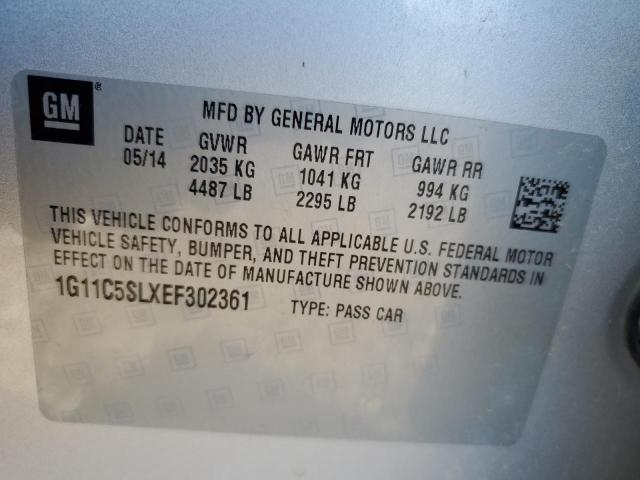 GM® MFD BY GENERAL MOTORS LLC
DATE GVWR GAWR FRT GAWR RR
05/14 2035 KG 1041 KG 994 KG
4487 LB 2295 LB 2192 LB
THIS VEHICLE CONFORMS TO ALL APPLICABLE U.S. FEDERAL MOTOR
VEHICLE SAFETY, BUMPER, AND THEFT PREVENTION STANDARDS IN
EFFECT ON THE DATE OF MANUFACTURE SHOWN ABOVE.
1G11C5SLXEF302361 TYPE: PASS CAR